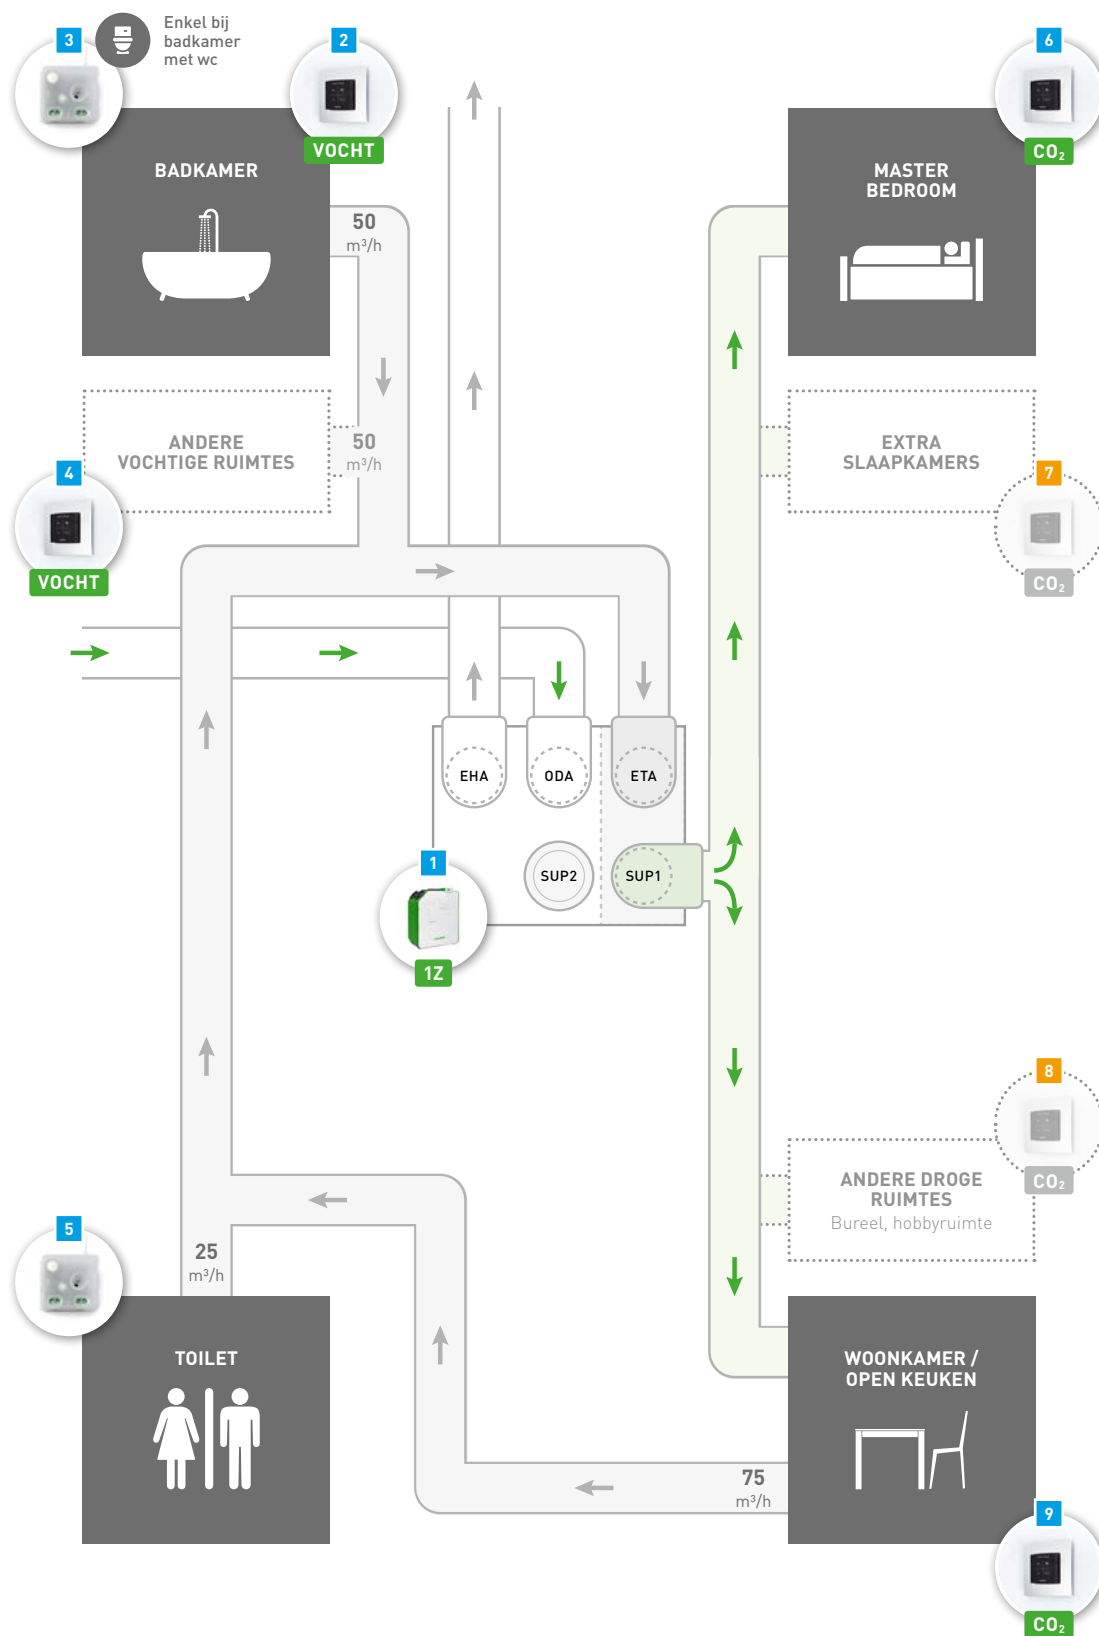 3
Enkel bij
badkamer
met wc
2
6
VOCHT
CO₂
BADKAMER
MASTER
BEDROOM
50
m³/h
ANDERE
VOCHTIGE RUIMTES
50
m³/h
EXTRA
SLAAPKAMERS
4
7
VOCHT
CO₂
EHA
ODA
ETA
1
SUP2
SUP1
1Z
8
ANDERE DROGE
RUIMTES
Bureel, hobbyruimte
CO₂
5
25
m³/h
TOILET
WOONKAMER /
OPEN KEUKEN
75
m³/h
9
CO₂